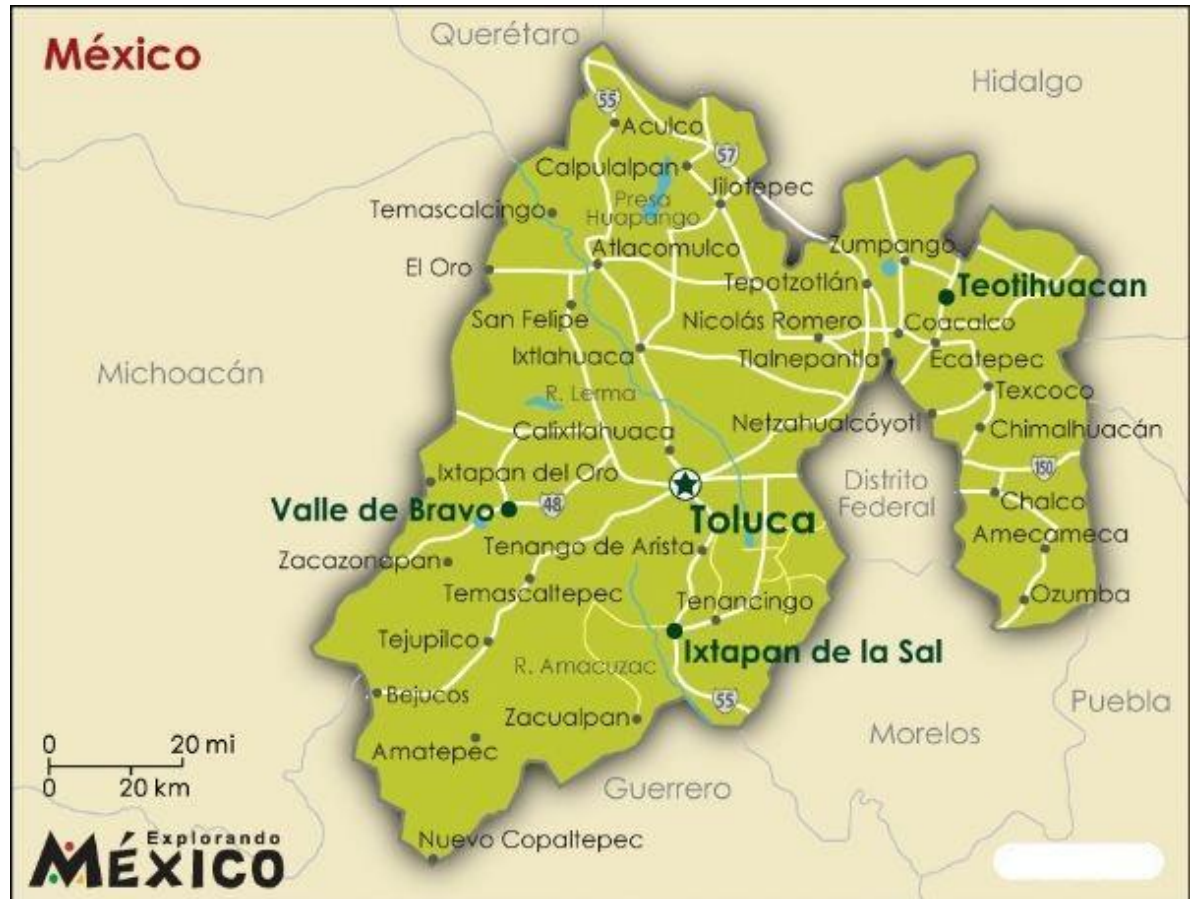 México
Querétaro
Hidalgo
55
Aculco
57
Calpulalpan
Jilotepec
Presa
Huapango
Temascalcingo
Atlacomulco
Zumpango
El Oro
Tepotzotlán
Teotihuacan
San Felipe
Nicolás Romero
Coacalco
Ixtlahuaca
Tlalnepantla
Ecatepec
Michoacán
R. Lerma
Texcoco
Netzahualcóyotl
Calixtlahuaca
Chimalhuacán
Ixtapan del Oro
150
Distrito
Federal
Valle de Bravo
48
Toluca
Chalco
Amecameca
Tenango de Arista
Zacazonapan
Temascaltepec
Tenancingo
Ozumba
Tejupilco
Ixtapan de la Sal
R. Amacuzac
Bejucos
55
Puebla
Zacualpan
Morelos
Amatepec
0 20 mi
0 20 km
Guerrero
Nuevo Copaltepec
Explorando
MÉXICO